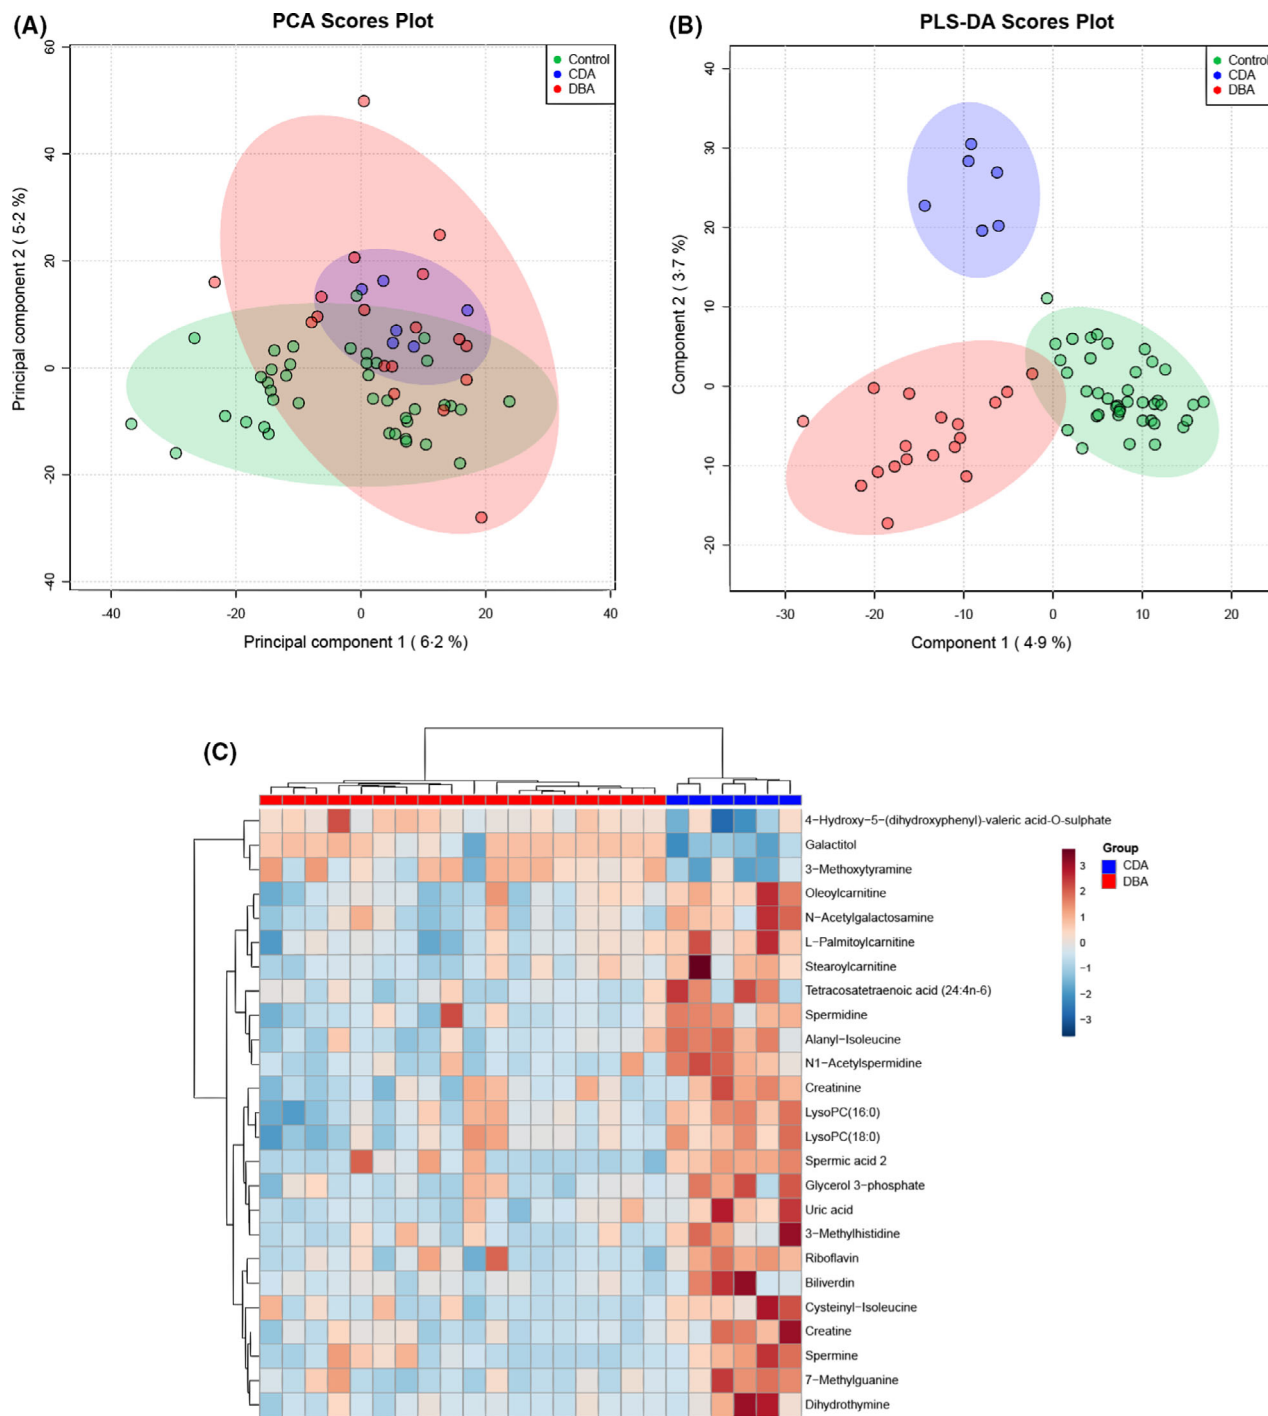 (A)
PCA Scores Plot
Control
CDA
DBA
60
40
20
0
20
40
Principal component 2 ( 5·2 %)
-40
-20
0
20
40
Principal component 1 ( 6·2 %)
(B)
PLS-DA Scores Plot
Control
CDA
DBA
40
30
20
10
0
-10
-20
Component 2 ( 3·7 %)
-30
-20
-10
0
10
20
Component 1 ( 4·9 %)
(C)
4-Hydroxy-5-(dihydroxyphenyl)-valeric acid-O-sulphate
Galactitol
3-Methoxytyramine
Oleoylcarnitine
N-Acetylgalactosamine
L-Palmitoylcarnitine
Stearoylcarnitine
Tetracosatetraenoic acid (24:4n-6)
Spermidine
Alanyl-Isoleucine
N1-Acetylspermidine
Creatinine
LysoPC(16:0)
LysoPC(18:0)
Spermic acid 2
Glycerol 3-phosphate
Uric acid
3-Methylhistidine
Riboflavin
Biliverdin
Cysteinyl-Isoleucine
Creatine
Spermine
7-Methylguanine
Dihydrothymine
3
2
1
0
-1
-2
-3
Group
CDA
DBA